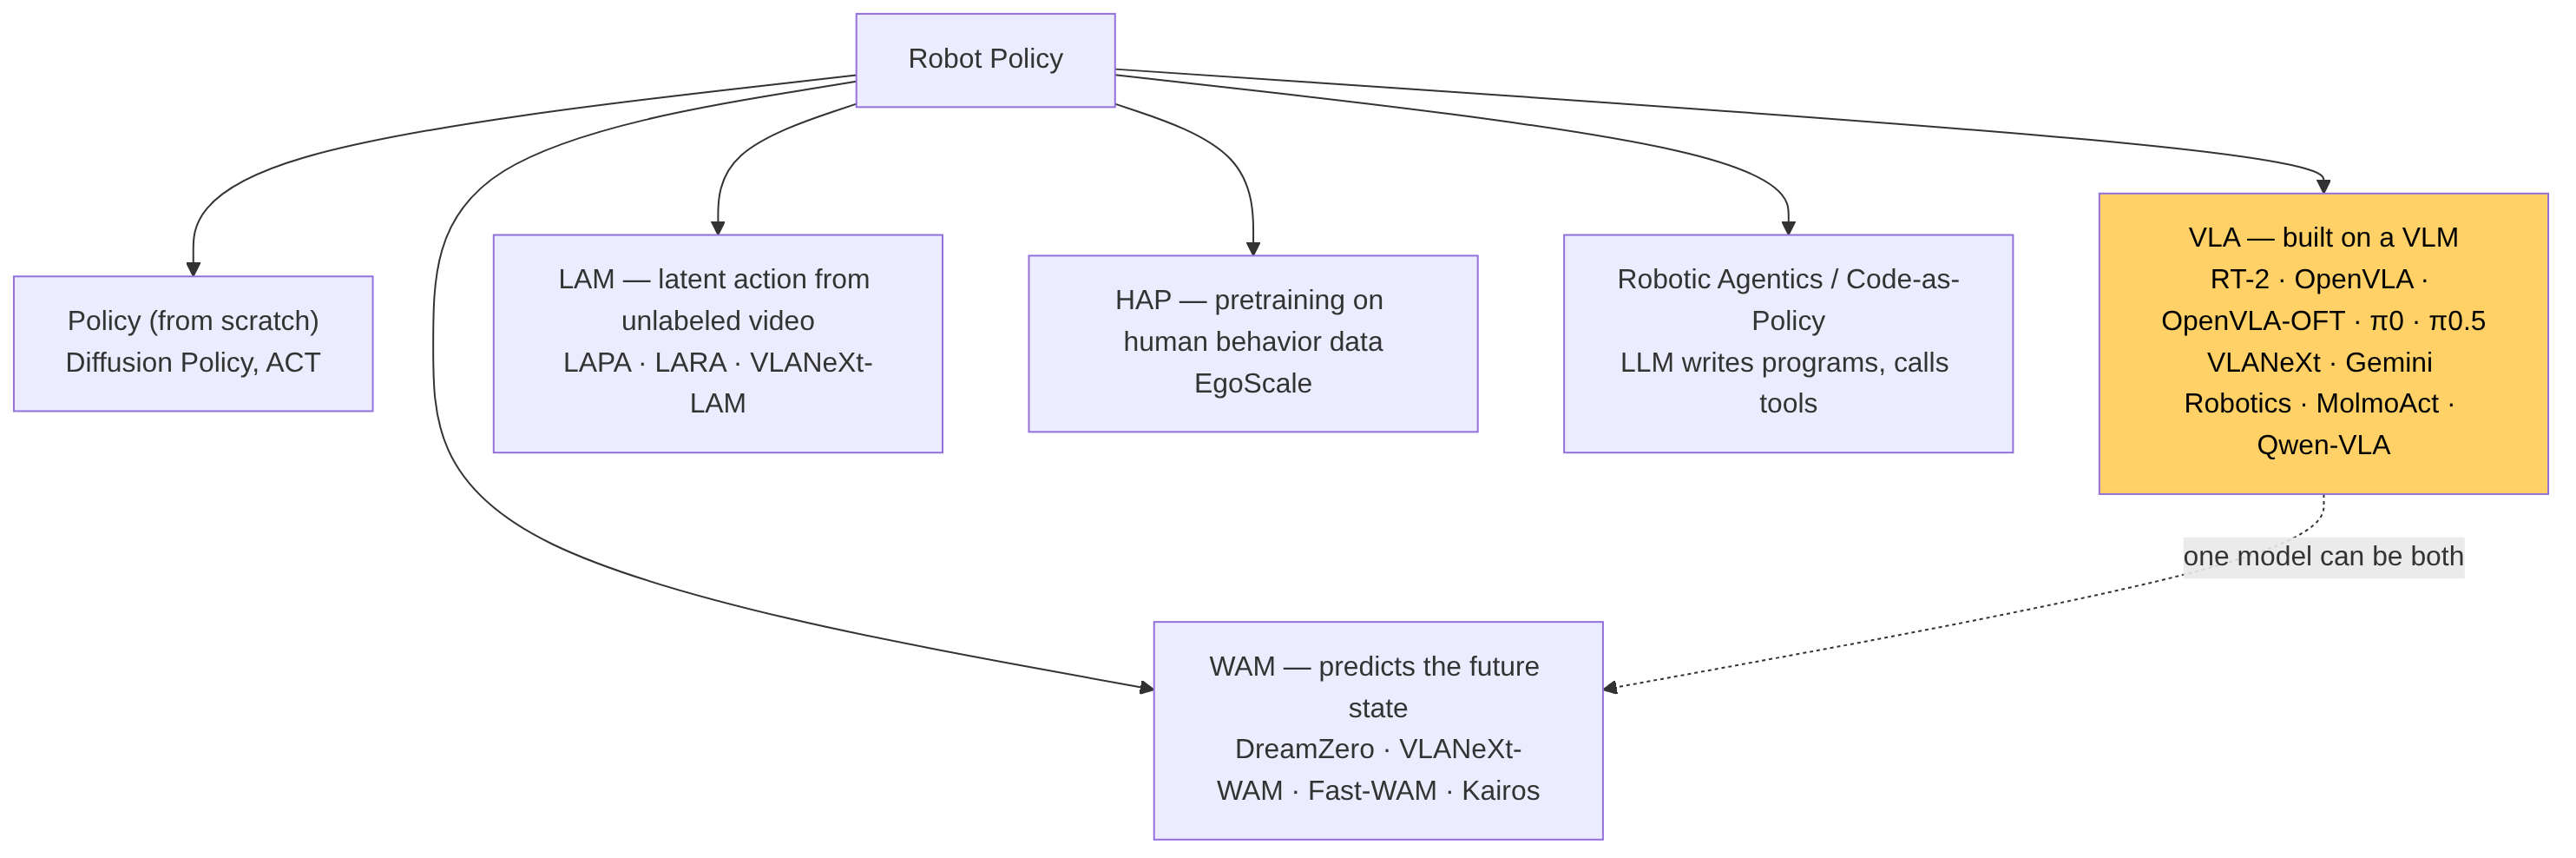 Robot Policy
Policy (from scratch)
Diffusion Policy, ACT
LAM — latent action from
unlabeled video
LAPA · LARA · VLANeXt-
LAM
HAP — pretraining on
human behavior data
EgoScale
Robotic Agentics / Code-as-
Policy
LLM writes programs, calls
tools
VLA — built on a VLM
RT-2 · OpenVLA ·
OpenVLA-OFT · π0 · π0.5
VLANeXt · Gemini
Robotics · MolmoAct ·
Qwen-VLA
one model can be both
WAM — predicts the future
state
DreamZero · VLANeXt-
WAM · Fast-WAM · Kairos